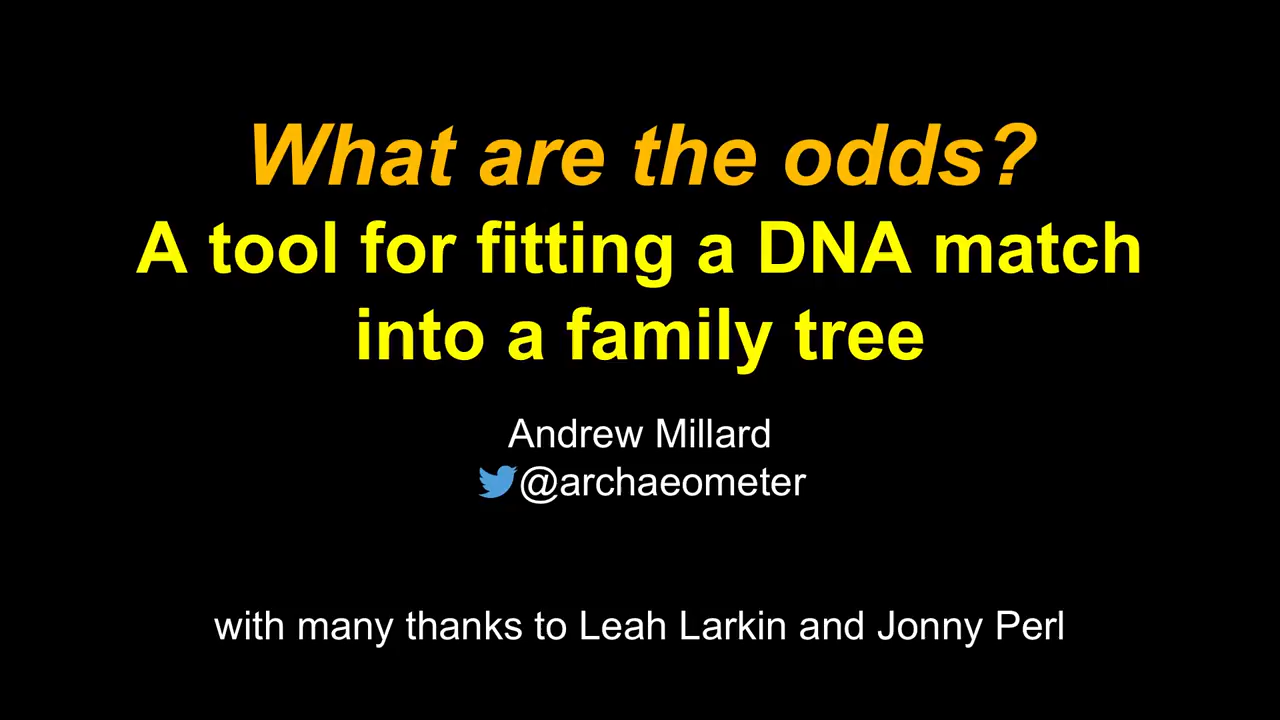 What are the odds?
A tool for fitting a DNA match
into a family tree
Andrew Millard
@archaeometer
with many thanks to Leah Larkin and Jonny Perl